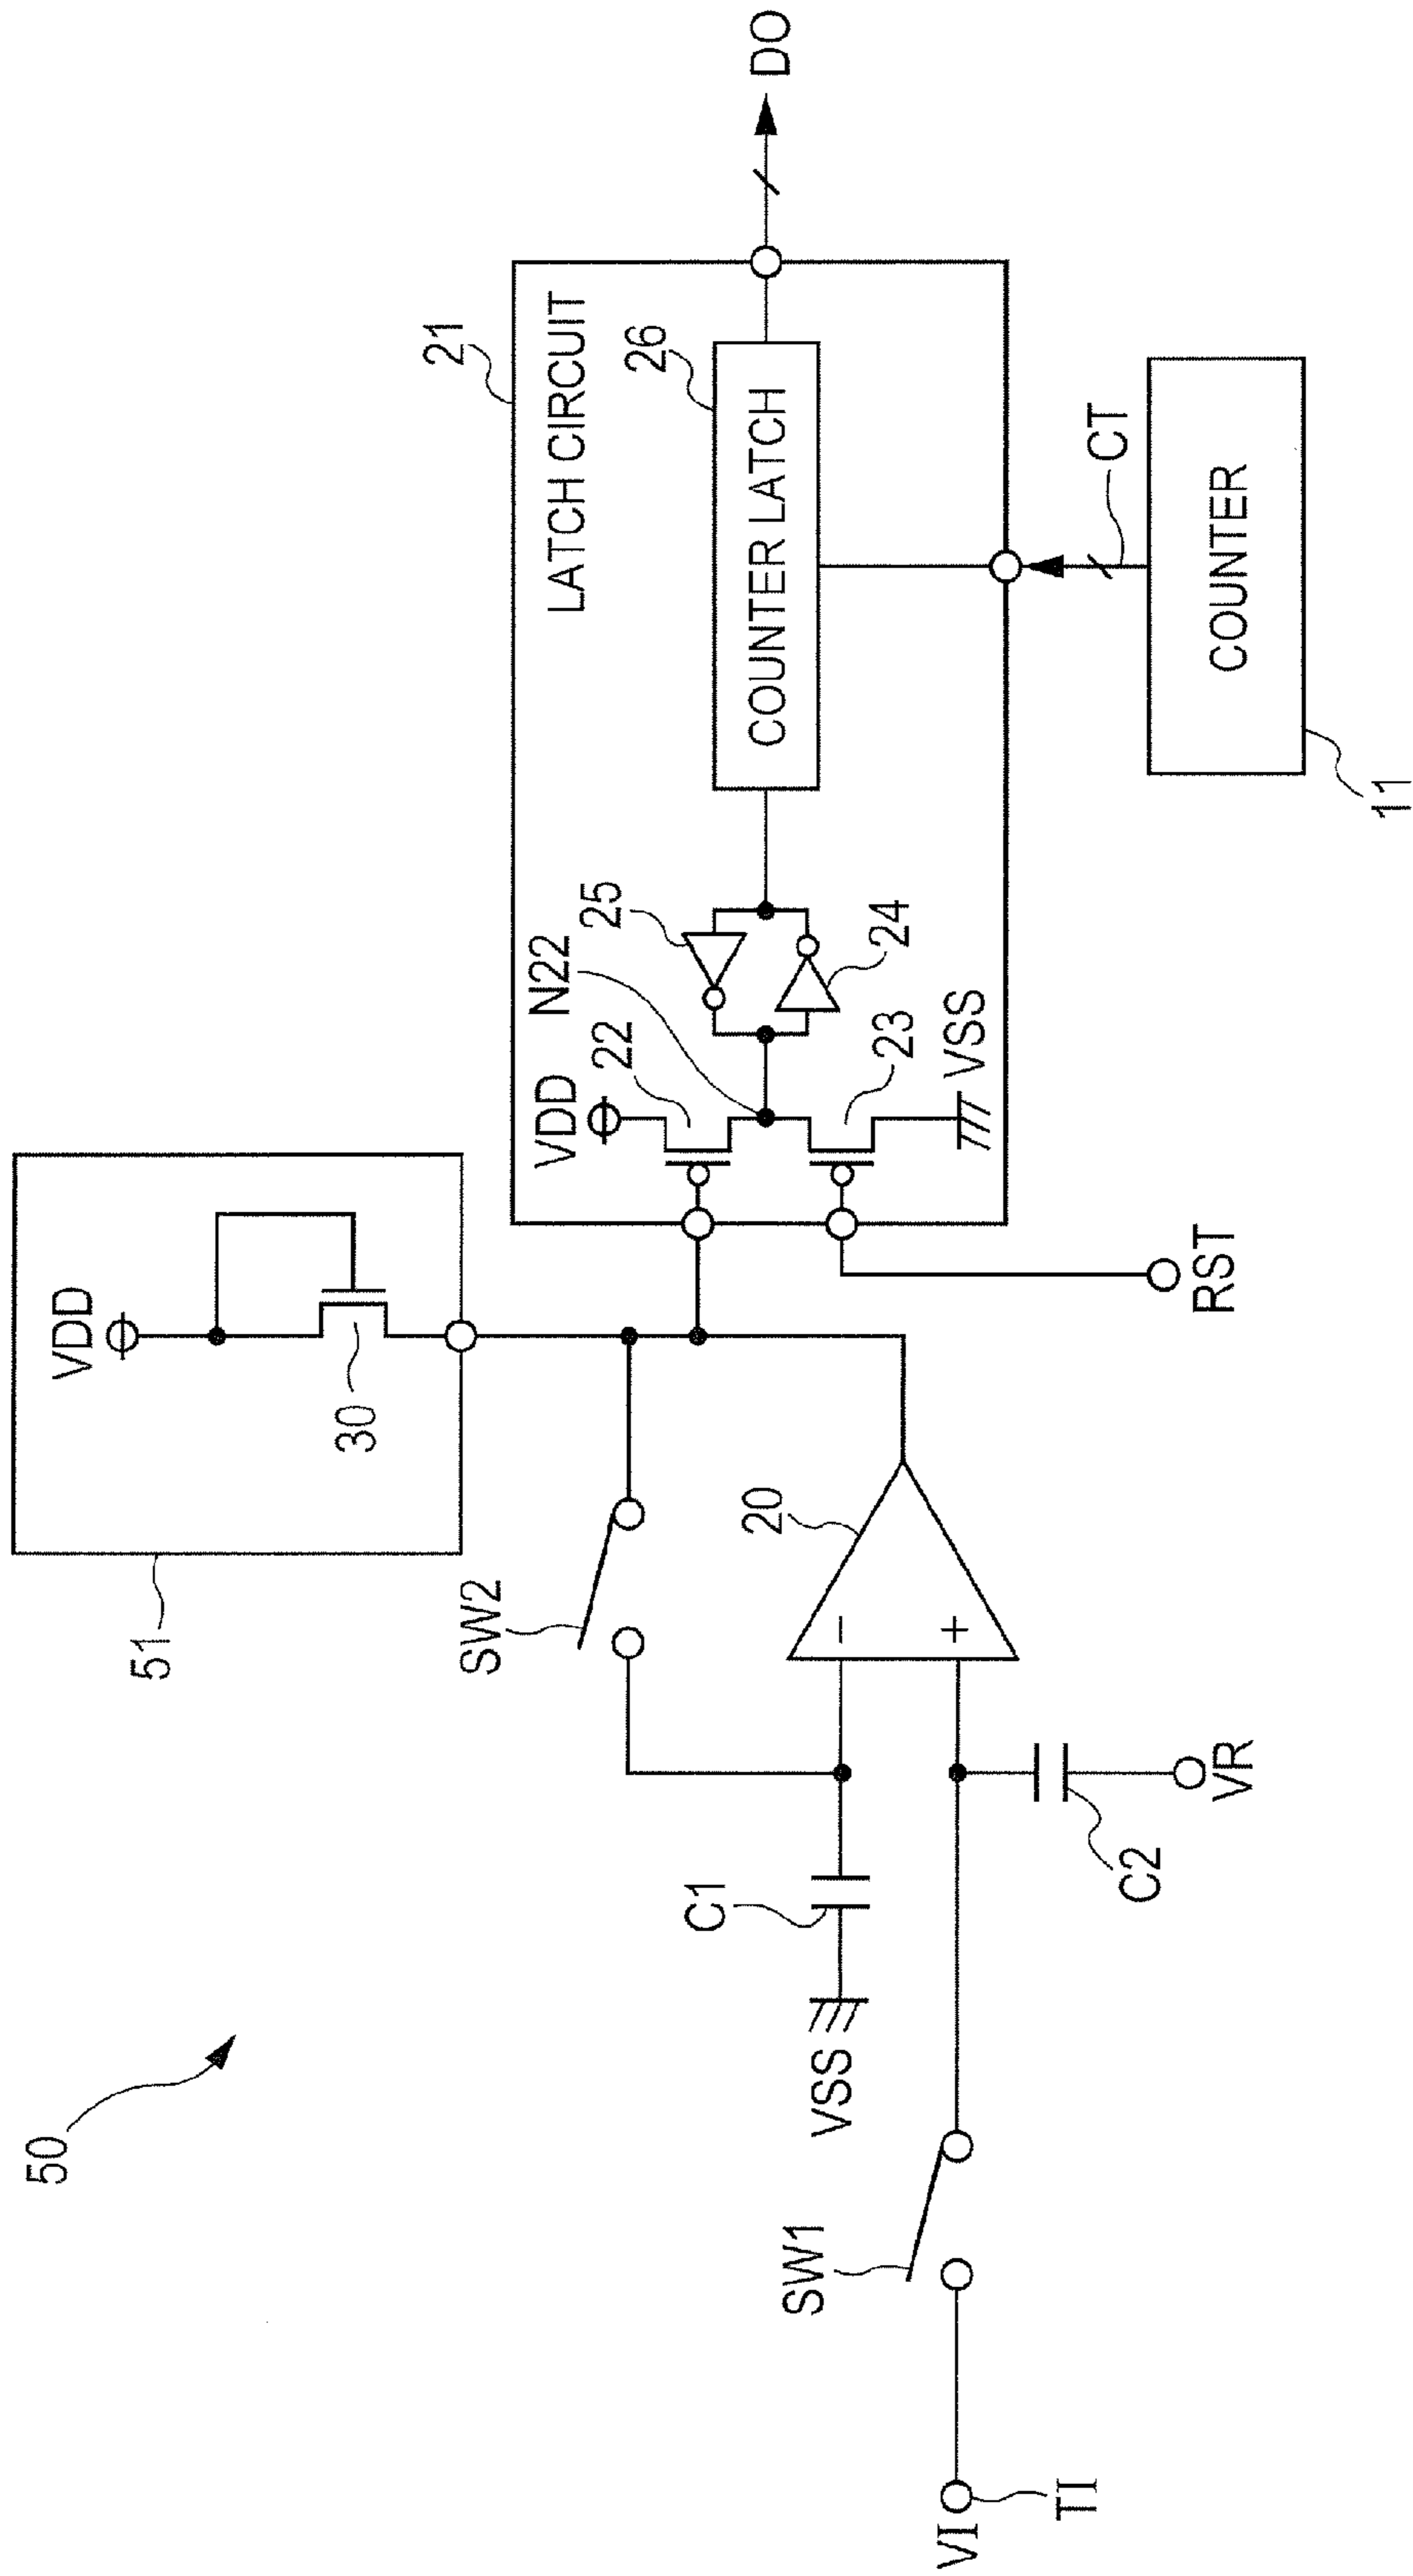 50
51
VDD
30
SW2
20
−
+
C1
VSS
C2
VR
SW1
VI
TI
21
LATCH CIRCUIT
VDD
22
N22
25
24
23
VSS
26
COUNTER LATCH
DO
CT
COUNTER
11
RST